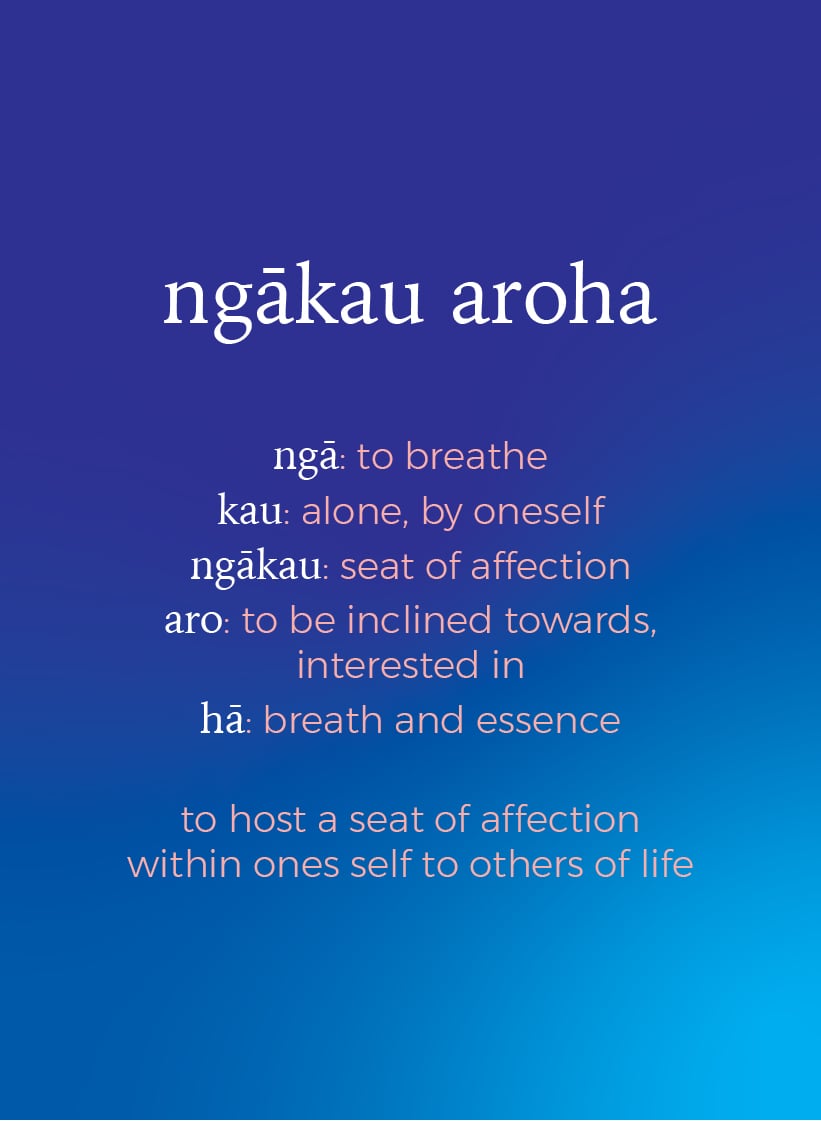 ngākau aroha
ngā: to breathe
kau: alone, by oneself
ngākau: seat of affection
aro: to be inclined towards,
interested in
hā: breath and essence
to host a seat of affection
within ones self to others of life